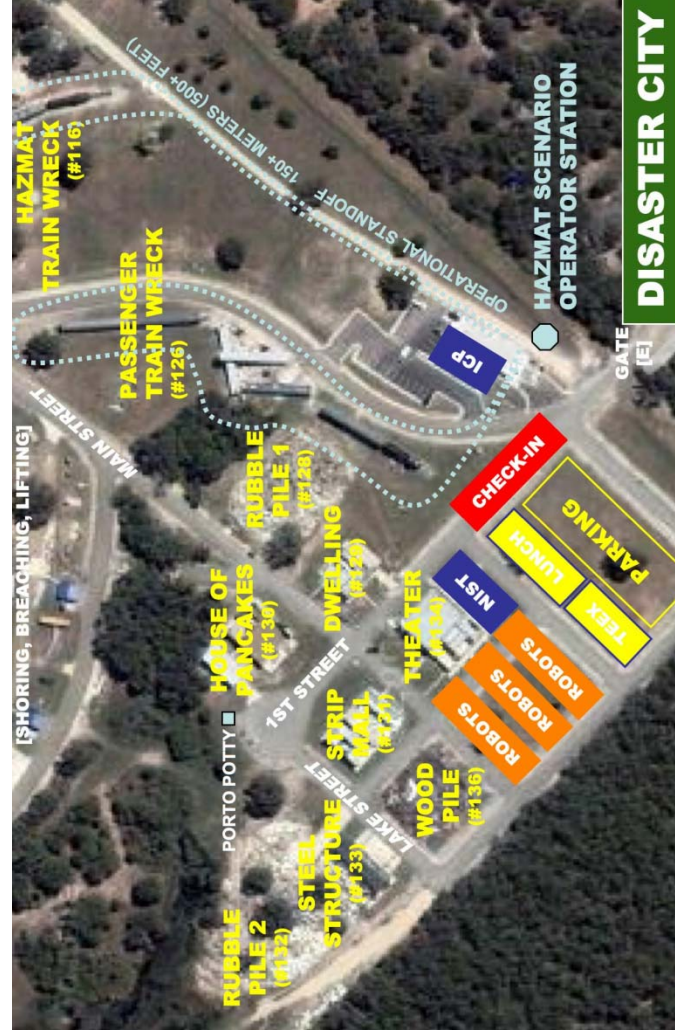 [SHORING, BREACHING, LIFTING]
HAZMAT
TRAIN WRECK
(#116)
MAIN STREET
PASSENGER
TRAIN WRECK
(#126)
150+ METERS (500+ FEET)
OPERATIONAL STANDOFF
RUBBLE
PILE 2
(#132)
PORTO POTTY
HOUSE OF
PANCAKES
(#130)
RUBBLE
PILE 1
(#128)
STEEL
STRUCTURE
(#133)
LAKE STREET
1ST STREET
STRIP
MALL
(#131)
DWELLING
(#129)
WOOD
PILE
(#136)
THEATER
(#134)
ICP
ROBOTS
ROBOTS
ROBOTS
NIST
CHECK-IN
LUNCH
TEEX
PARKING
HAZMAT SCENARIO
OPERATOR STATION
GATE
[E]
DISASTER CITY